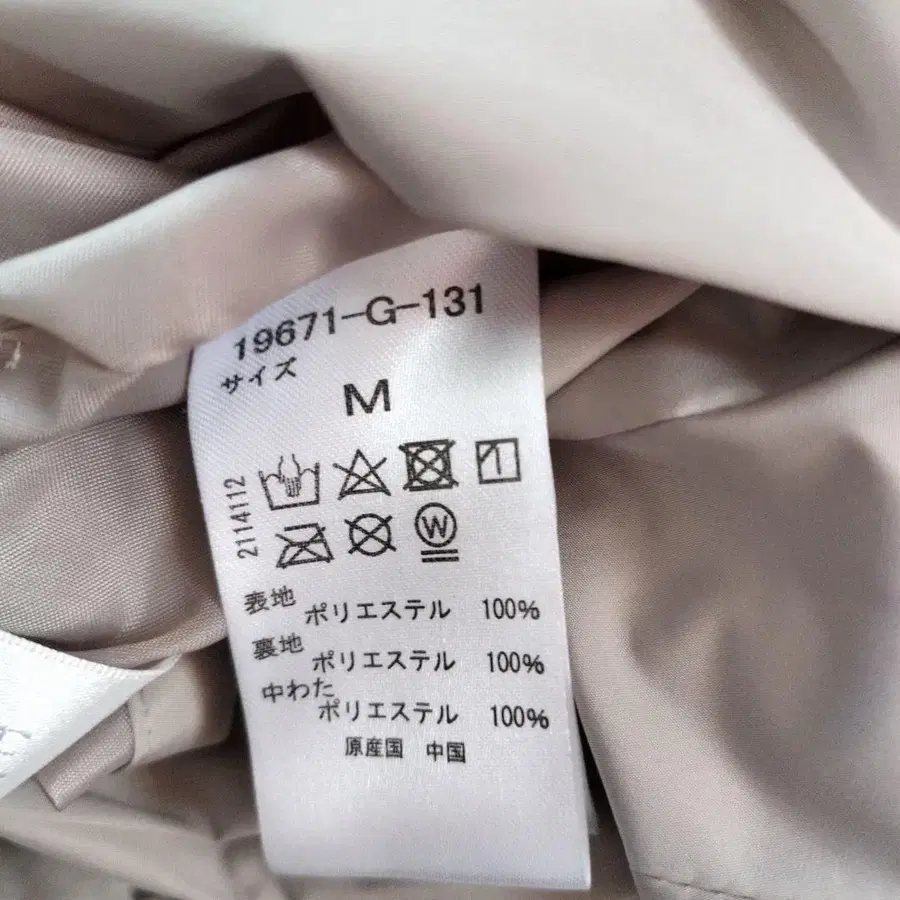 19671-G-131
サイズ
M
2114112
W
表地
ポリエステル 100%
裏地
ポリエステル 100%
中わた
ポリエステル 100%
原産国 中国